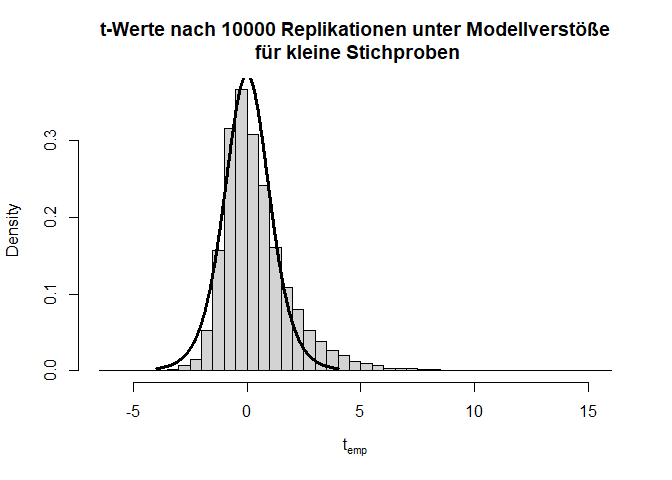 t-Werte nach 10000 Replikationen unter Modellverstöße
für kleine Stichproben
Density
0.3
0.2
0.1
0.0
-5
0
5
10
15
t_emp